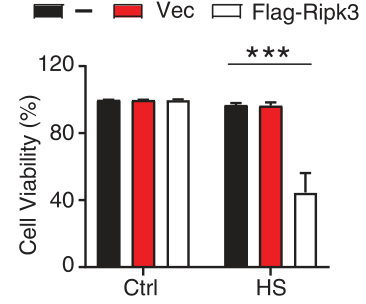 – Vec Flag-Ripk3
***
120
80
40
0
Cell Viability (%)
Ctrl HS